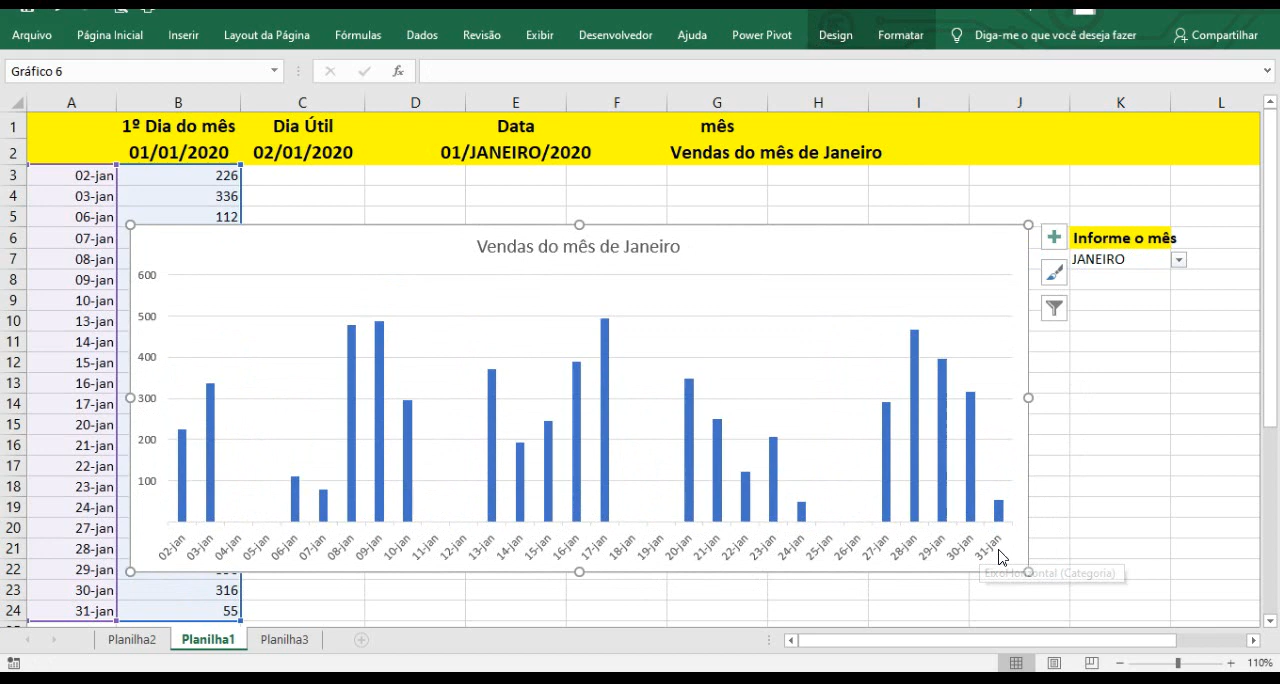 Arquivo Página Inicial Inserir Layout da Página Fórmulas Dados Revisão Exibir Desenvolvedor Ajuda Power Pivot Design Formatar Diga-me o que você deseja fazer Compartilhar
Gráfico 6 fx
A B C D E F G H I J K L
1 1º Dia do mês Dia Útil Data mês
2 01/01/2020 02/01/2020 01/JANEIRO/2020 Vendas do mês de Janeiro
3 02-jan 226
4 03-jan 336
5 06-jan 112
6 07-jan Informe o mês
7 08-jan JANEIRO
8 09-jan
9 10-jan
10 13-jan
11 14-jan
12 15-jan
13 16-jan
14 17-jan
15 20-jan
16 21-jan
17 22-jan
18 23-jan
19 24-jan
20 27-jan
21 28-jan
22 29-jan
23 30-jan 316
24 31-jan 55
Vendas do mês de Janeiro
600
500
400
300
200
100
02-jan 03-jan 04-jan 05-jan 06-jan 07-jan 08-jan 09-jan 10-jan 11-jan 12-jan 13-jan 14-jan 15-jan 16-jan 17-jan 18-jan 19-jan 20-jan 21-jan 22-jan 23-jan 24-jan 25-jan 26-jan 27-jan 28-jan 29-jan 30-jan 31-jan
EixoHorizontal (Categoria)
Planilha2 Planilha1 Planilha3
110%